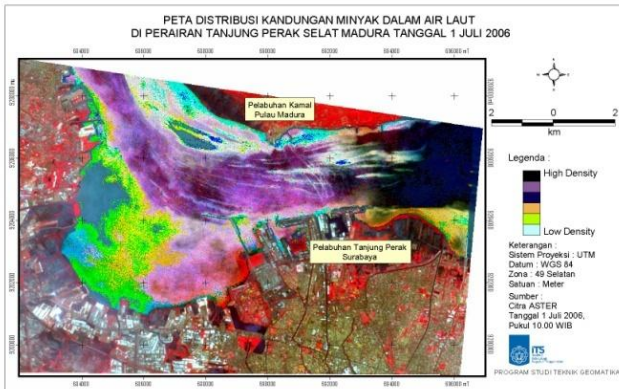 PETA DISTRIBUSI KANDUNGAN MINYAK DALAM AIR LAUT
DI PERAIRAN TANJUNG PERAK SELAT MADURA TANGGAL 1 JULI 2006
Pelabuhan Kamal
Pulau Madura
Pelabuhan Tanjung Perak
Surabaya
2 0 2
km
Legenda :
High Density
Low Density
Keterangan :
Sistem Proyeksi : UTM
Datum : WGS 84
Zona : 49 Selatan
Satuan : Meter
Sumber :
Citra ASTER
Tanggal 1 Juli 2006,
Pukul 10.00 WIB
ITS
PROGRAM STUDI TEKNIK GEOMATIKA